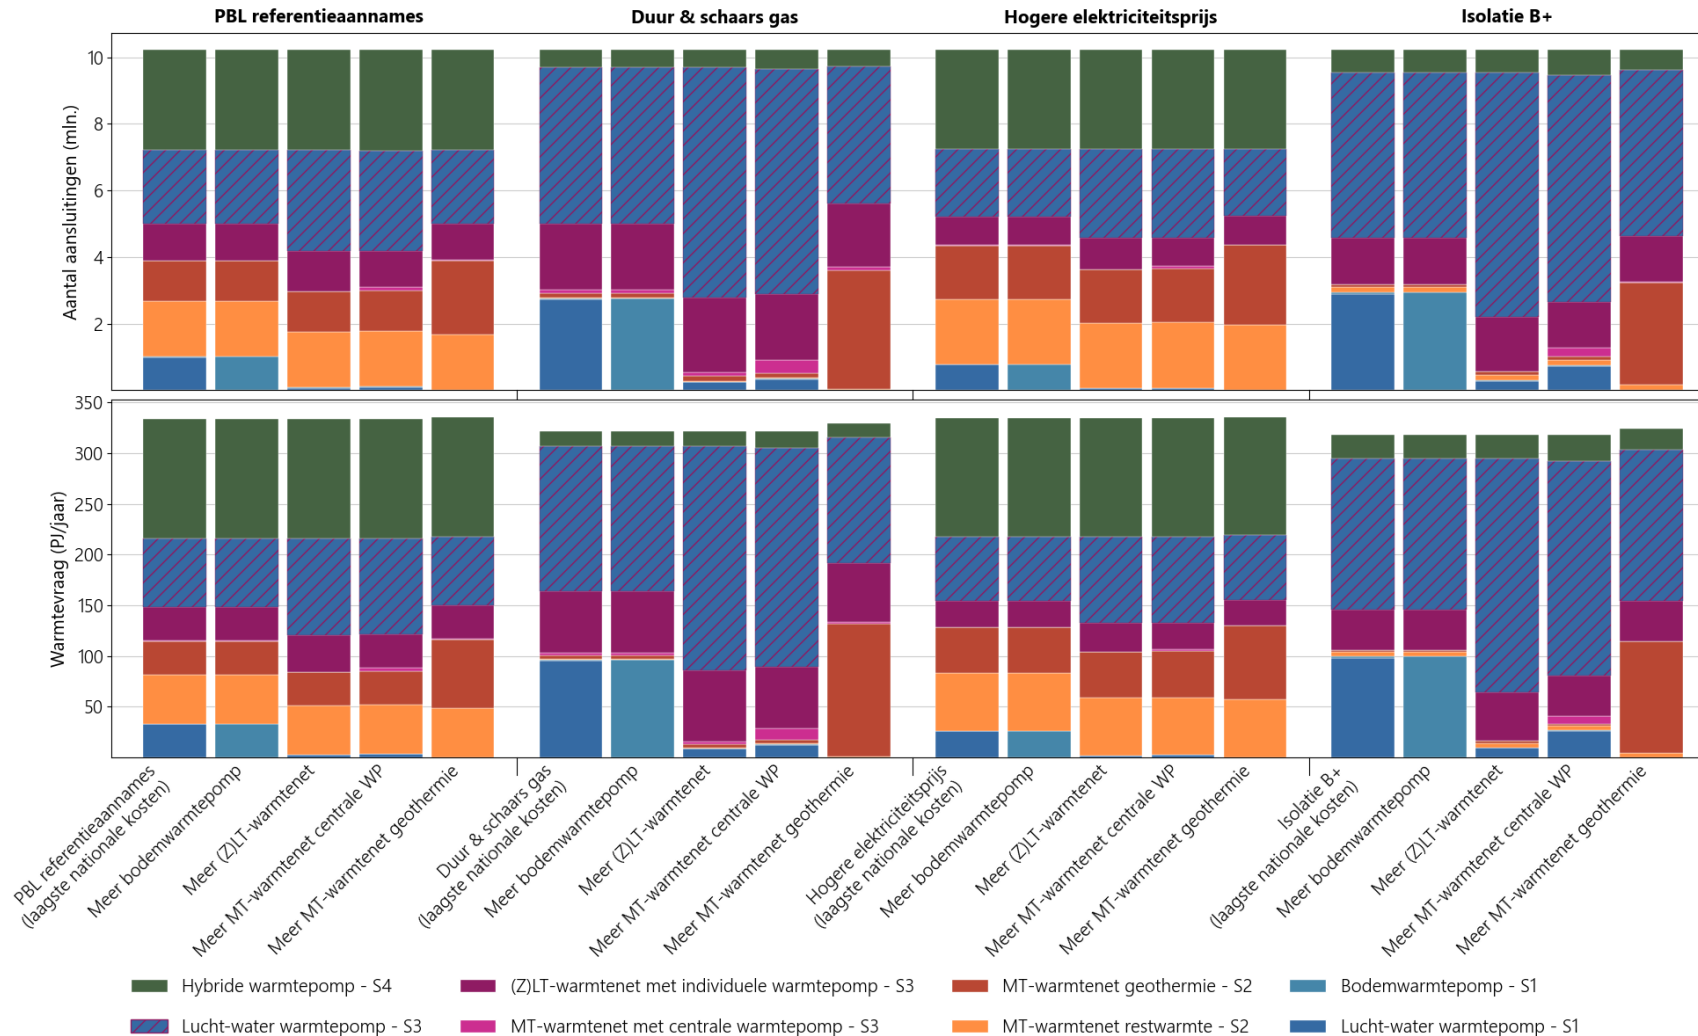 PBL referentieaannames
Duur & schaars gas
Hogere elektriciteitsprijs
Isolatie B+
Aantal aansluitingen (mln.)
10
8
6
4
2
Warmtevraag (PJ/jaar)
350
300
250
200
150
100
50
PBL referentieaannames
(laagste nationale kosten)
Meer bodemwarmtepomp
Meer (Z)LT-warmtenet
Meer MT-warmtenet centrale WP
Meer MT-warmtenet geothermie
Duur & schaars gas
(laagste nationale kosten)
Meer bodemwarmtepomp
Meer (Z)LT-warmtenet
Meer MT-warmtenet centrale WP
Meer MT-warmtenet geothermie
Hogere elektriciteitsprijs
(laagste nationale kosten)
Meer bodemwarmtepomp
Meer (Z)LT-warmtenet
Meer MT-warmtenet centrale WP
Meer MT-warmtenet geothermie
Isolatie B+
(laagste nationale kosten)
Meer bodemwarmtepomp
Meer (Z)LT-warmtenet
Meer MT-warmtenet centrale WP
Meer MT-warmtenet geothermie
Hybride warmtepomp - S4
(Z)LT-warmtenet met individuele warmtepomp - S3
MT-warmtenet geothermie - S2
Bodemwarmtepomp - S1
Lucht-water warmtepomp - S3
MT-warmtenet met centrale warmtepomp - S3
MT-warmtenet restwarmte - S2
Lucht-water warmtepomp - S1